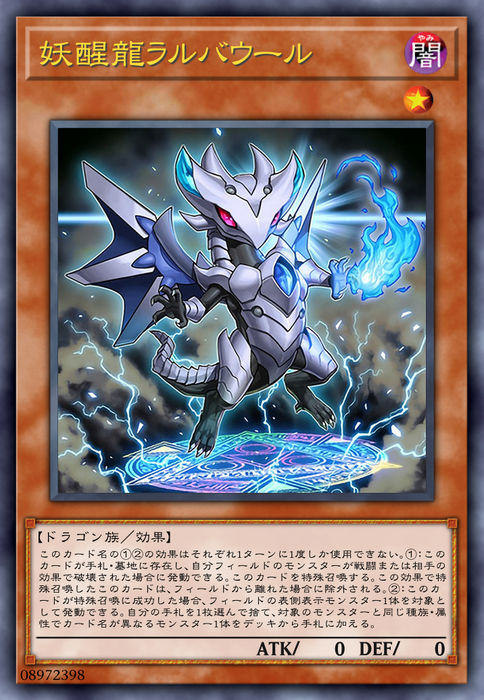 妖醒龍ラルバウール
やみ
闇
【ドラゴン族／効果】
このカード名の①②の効果はそれぞれ1ターンに1度しか使用できない。①：この
カードが手札・墓地に存在し、自分フィールドのモンスターが戦闘または相手の
効果で破壊された場合に発動できる。このカードを特殊召喚する。この効果で特
殊召喚したこのカードは、フィールドから離れた場合に除外される。②：このカー
ドが特殊召喚に成功した場合、フィールドの表側表示モンスター1体を対象と
して発動できる。自分の手札を1枚選んで捨て、対象のモンスターと同じ種族・属
性でカード名が異なるモンスター1体をデッキから手札に加える。
ATK/ 0 DEF/ 0
08972398